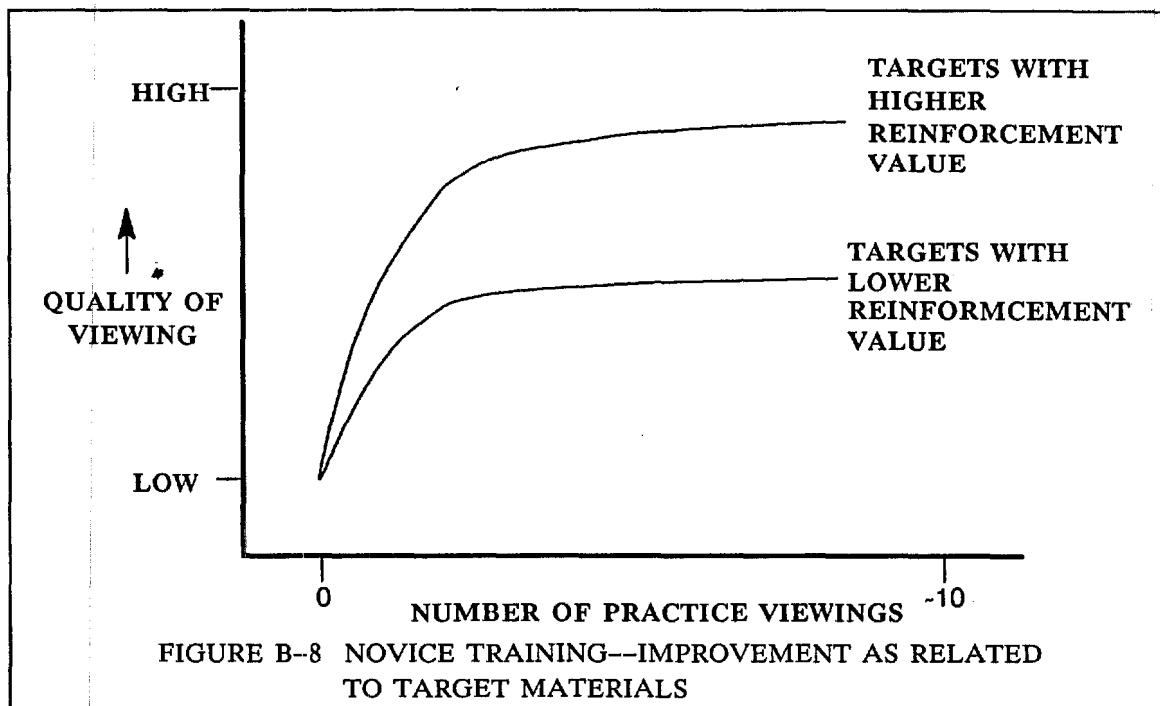 HIGH
TARGETS WITH
HIGHER
REINFORCEMENT
VALUE
QUALITY OF
VIEWING
TARGETS WITH
LOWER
REINFORMCEMENT
VALUE
LOW
0
~10
NUMBER OF PRACTICE VIEWINGS
FIGURE B-8 NOVICE TRAINING--IMPROVEMENT AS RELATED
TO TARGET MATERIALS